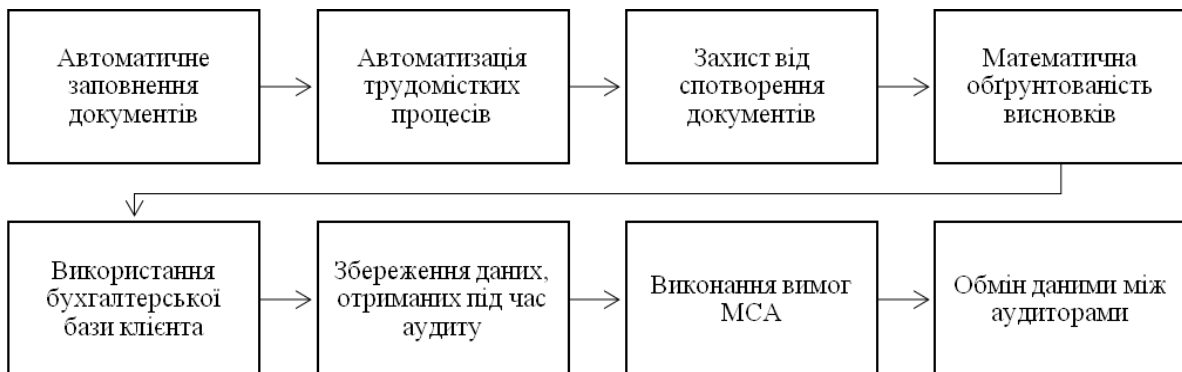 Автоматичне
заповнення
документів
Автоматизація
трудомістких
процесів
Захист від
спотворення
документів
Математична
обґрунтованість
висновків
Використання
бухгалтерської
бази клієнта
Збереження даних,
отриманих під час
аудиту
Виконання вимог
МСА
Обмін даними між
аудиторами